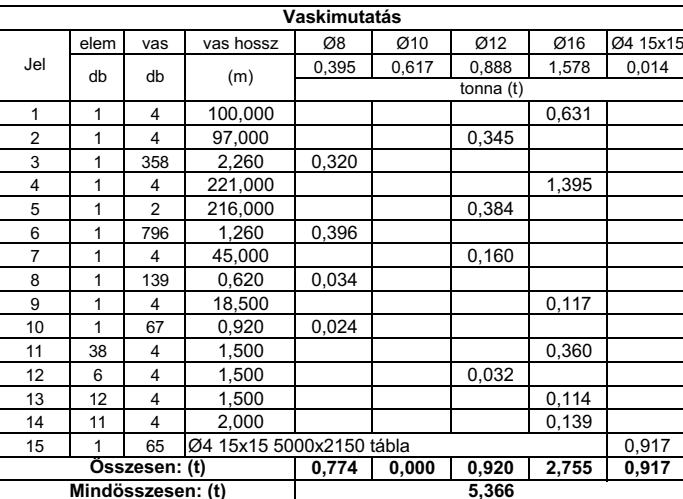 Vaskimutatás
Jel elem vas vas hossz Ø8 Ø10 Ø12 Ø16 Ø4 15x15
db db (m) 0,395 0,617 0,888 1,578 0,014
tonna (t)
1 1 4 100,000 0,631
2 1 4 97,000 0,345
3 1 358 2,260 0,320
4 1 4 221,000 1,395
5 1 2 216,000 0,384
6 1 796 1,260 0,396
7 1 4 45,000 0,160
8 1 139 0,620 0,034
9 1 4 18,500 0,117
10 1 67 0,920 0,024
11 38 4 1,500 0,360
12 6 4 1,500 0,032
13 12 4 1,500 0,114
14 11 4 2,000 0,139
15 1 65 Ø4 15x15 5000x2150 tábla 0,917
Összesen: (t) 0,774 0,000 0,920 2,755 0,917
Mindösszesen: (t) 5,366